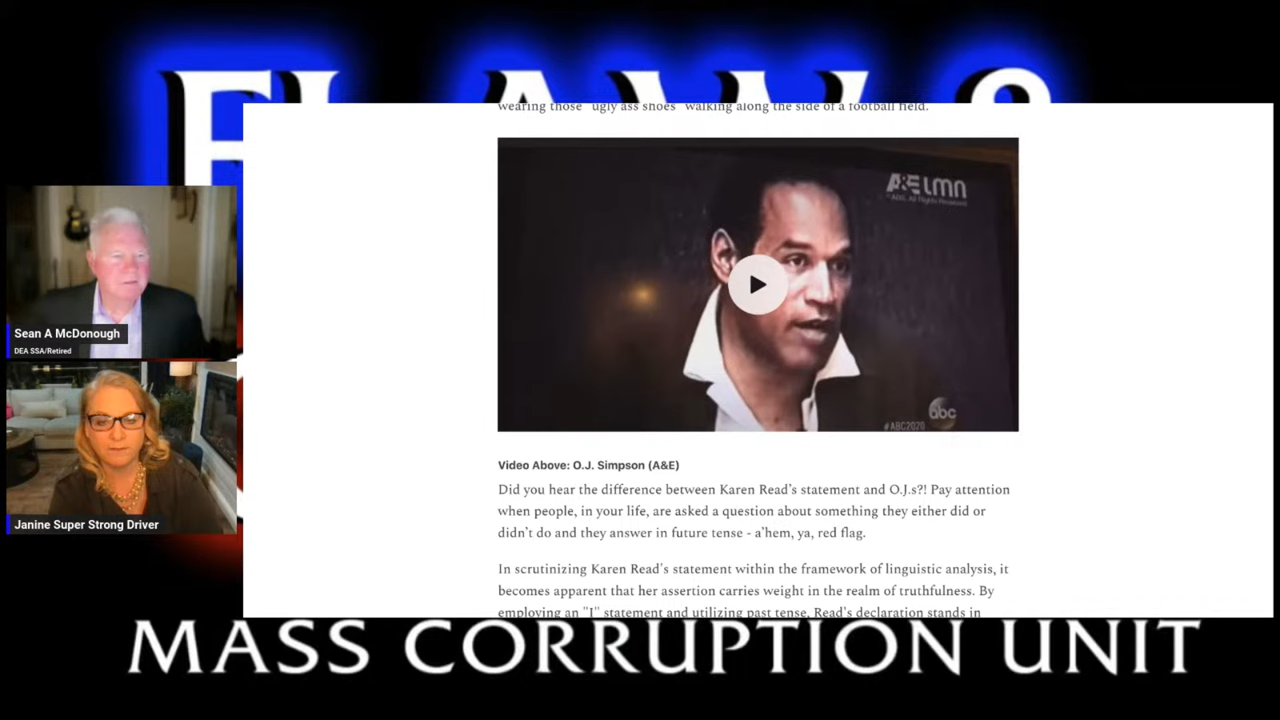 FLAW &
wearing those "ugly ass shoes" walking along the side of a football field.
A&E LMN
abc
#ABC2020
Sean A McDonough
DEA SSA/Retired
Janine Super Strong Driver
Video Above: O.J. Simpson (A&E)
Did you hear the difference between Karen Read's statement and O.J.s?! Pay attention
when people, in your life, are asked a question about something they either did or
didn't do and they answer in future tense - a'hem, ya, red flag.
In scrutinizing Karen Read's statement within the framework of linguistic analysis, it
becomes apparent that her assertion carries weight in the realm of truthfulness. By
employing an "I" statement and utilizing past tense, Read's declaration stands in
MASS CORRUPTION UNIT